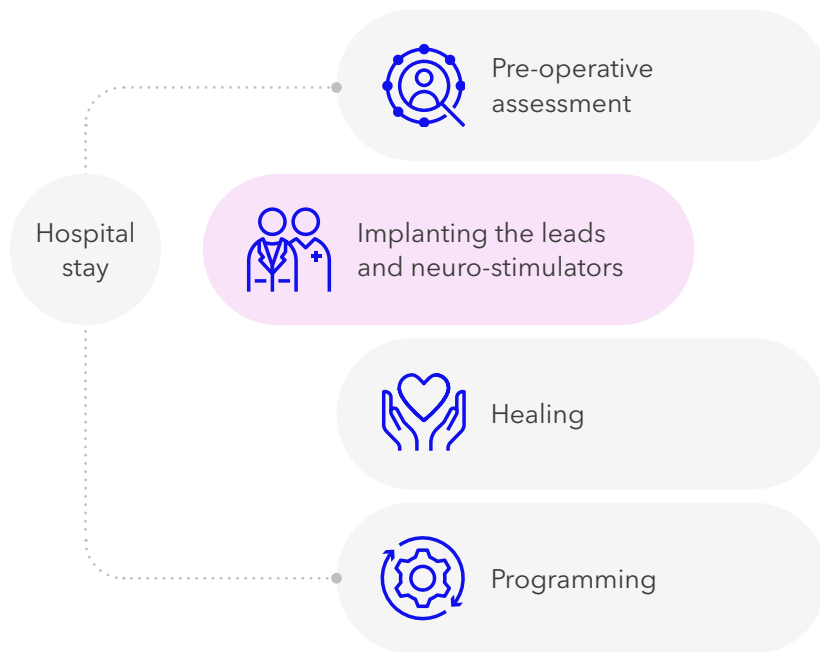 Pre-operative
assessment
Hospital
stay
Implanting the leads
and neuro-stimulators
Healing
Programming